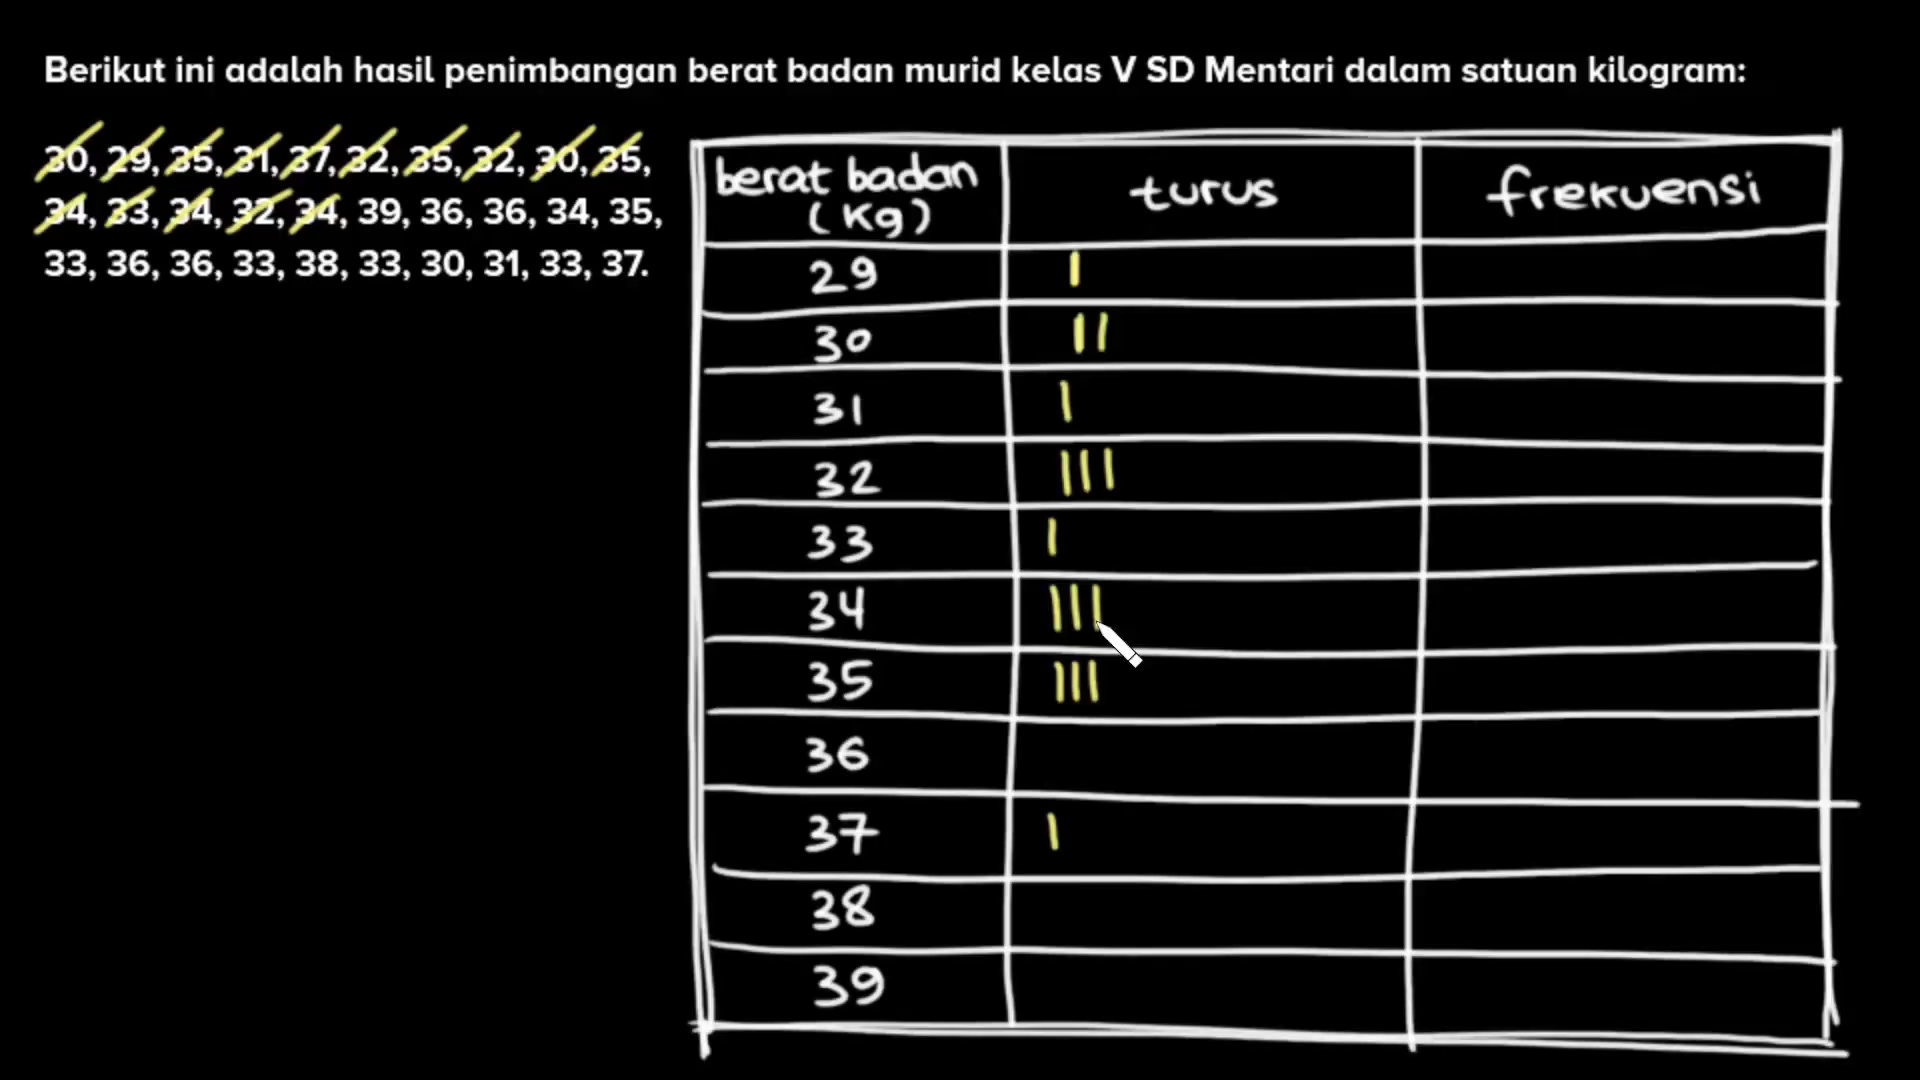 Berikut ini adalah hasil penimbangan berat badan murid kelas V SD Mentari dalam satuan kilogram:
30, 29, 35, 31, 37, 32, 35, 32, 30, 35,
34, 33, 34, 32, 34, 39, 36, 36, 34, 35,
33, 36, 36, 33, 38, 33, 30, 31, 33, 37.
berat badan (Kg) turus frekuensi
29
30
31
32
33
34
35
36
37
38
39